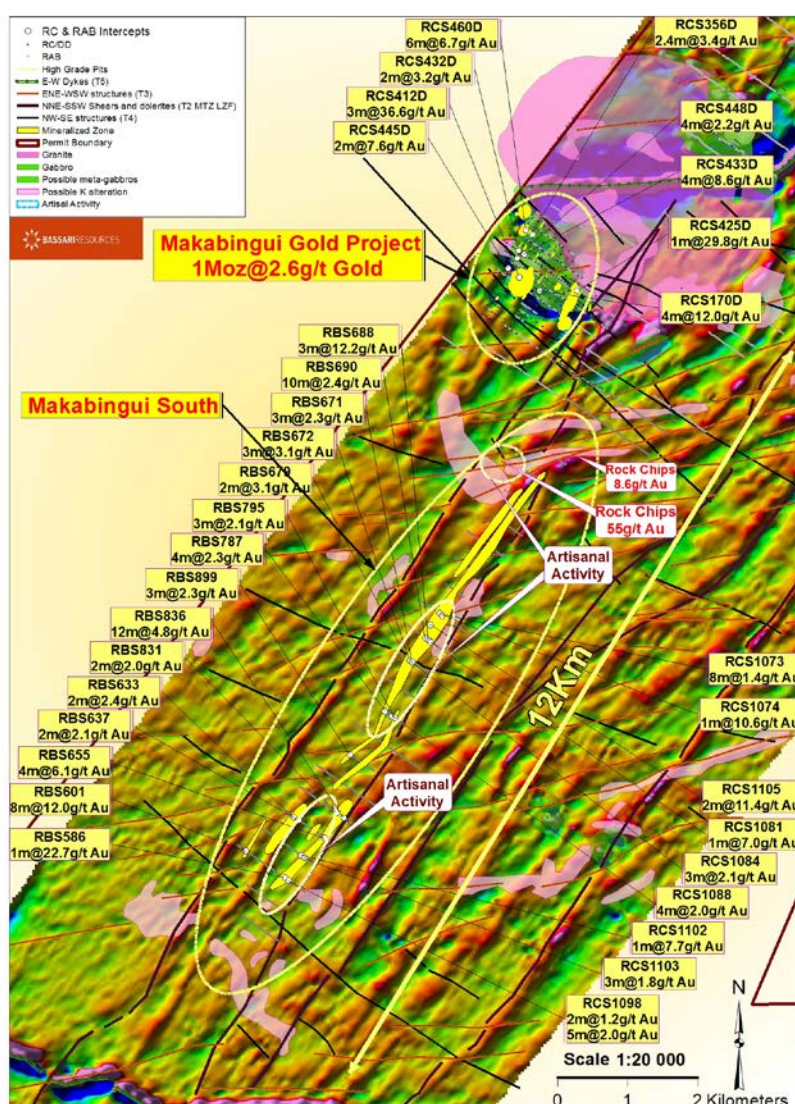 RC & RAB Intercepts
RC/DD
RAB
High Grade Pits
E-W Dykes (T5)
ENE-WSW structures (T3)
NNE-SSW Shears and dolerites (T2 MTZ LZF)
NW-SE structures (T4)
Mineralized Zone
Permit Boundary
Granite
Gabbro
Possible meta-gabbros
Possible K alteration
Artisal Activity
BASSARI RESOURCES
RCS460D
6m@6.7g/t Au
RCS432D
2m@3.2g/t Au
RCS412D
3m@36.6g/t Au
RCS445D
2m@7.6g/t Au
RCS356D
2.4m@3.4g/t Au
RCS448D
4m@2.2g/t Au
RCS433D
4m@8.6g/t Au
RCS425D
1m@29.8g/t Au
RCS170D
4m@12.0g/t Au
Makabingui Gold Project
1Moz@2.6g/t Gold
RBS688
3m@12.2g/t Au
RBS690
10m@2.4g/t Au
RBS671
3m@2.3g/t Au
RBS672
3m@3.1g/t Au
RBS679
2m@3.1g/t Au
RBS795
3m@2.1g/t Au
RBS787
4m@2.3g/t Au
RBS899
3m@2.3g/t Au
RBS836
12m@4.8g/t Au
RBS831
2m@2.0g/t Au
RBS633
2m@2.4g/t Au
RBS637
2m@2.1g/t Au
RBS655
4m@6.1g/t Au
RBS601
8m@12.0g/t Au
RBS586
1m@22.7g/t Au
Makabingui South
Rock Chips
8.6g/t Au
Rock Chips
55g/t Au
Artisanal
Activity
Artisanal
Activity
12Km
RCS1073
8m@1.4g/t Au
RCS1074
1m@10.6g/t Au
RCS1105
2m@11.4g/t Au
RCS1081
1m@7.0g/t Au
RCS1084
3m@2.1g/t Au
RCS1088
4m@2.0g/t Au
RCS1102
1m@7.7g/t Au
RCS1103
3m@1.8g/t Au
RCS1098
2m@1.2g/t Au
5m@2.0g/t Au
N
Scale 1:20 000
0 1 2 Kilometers